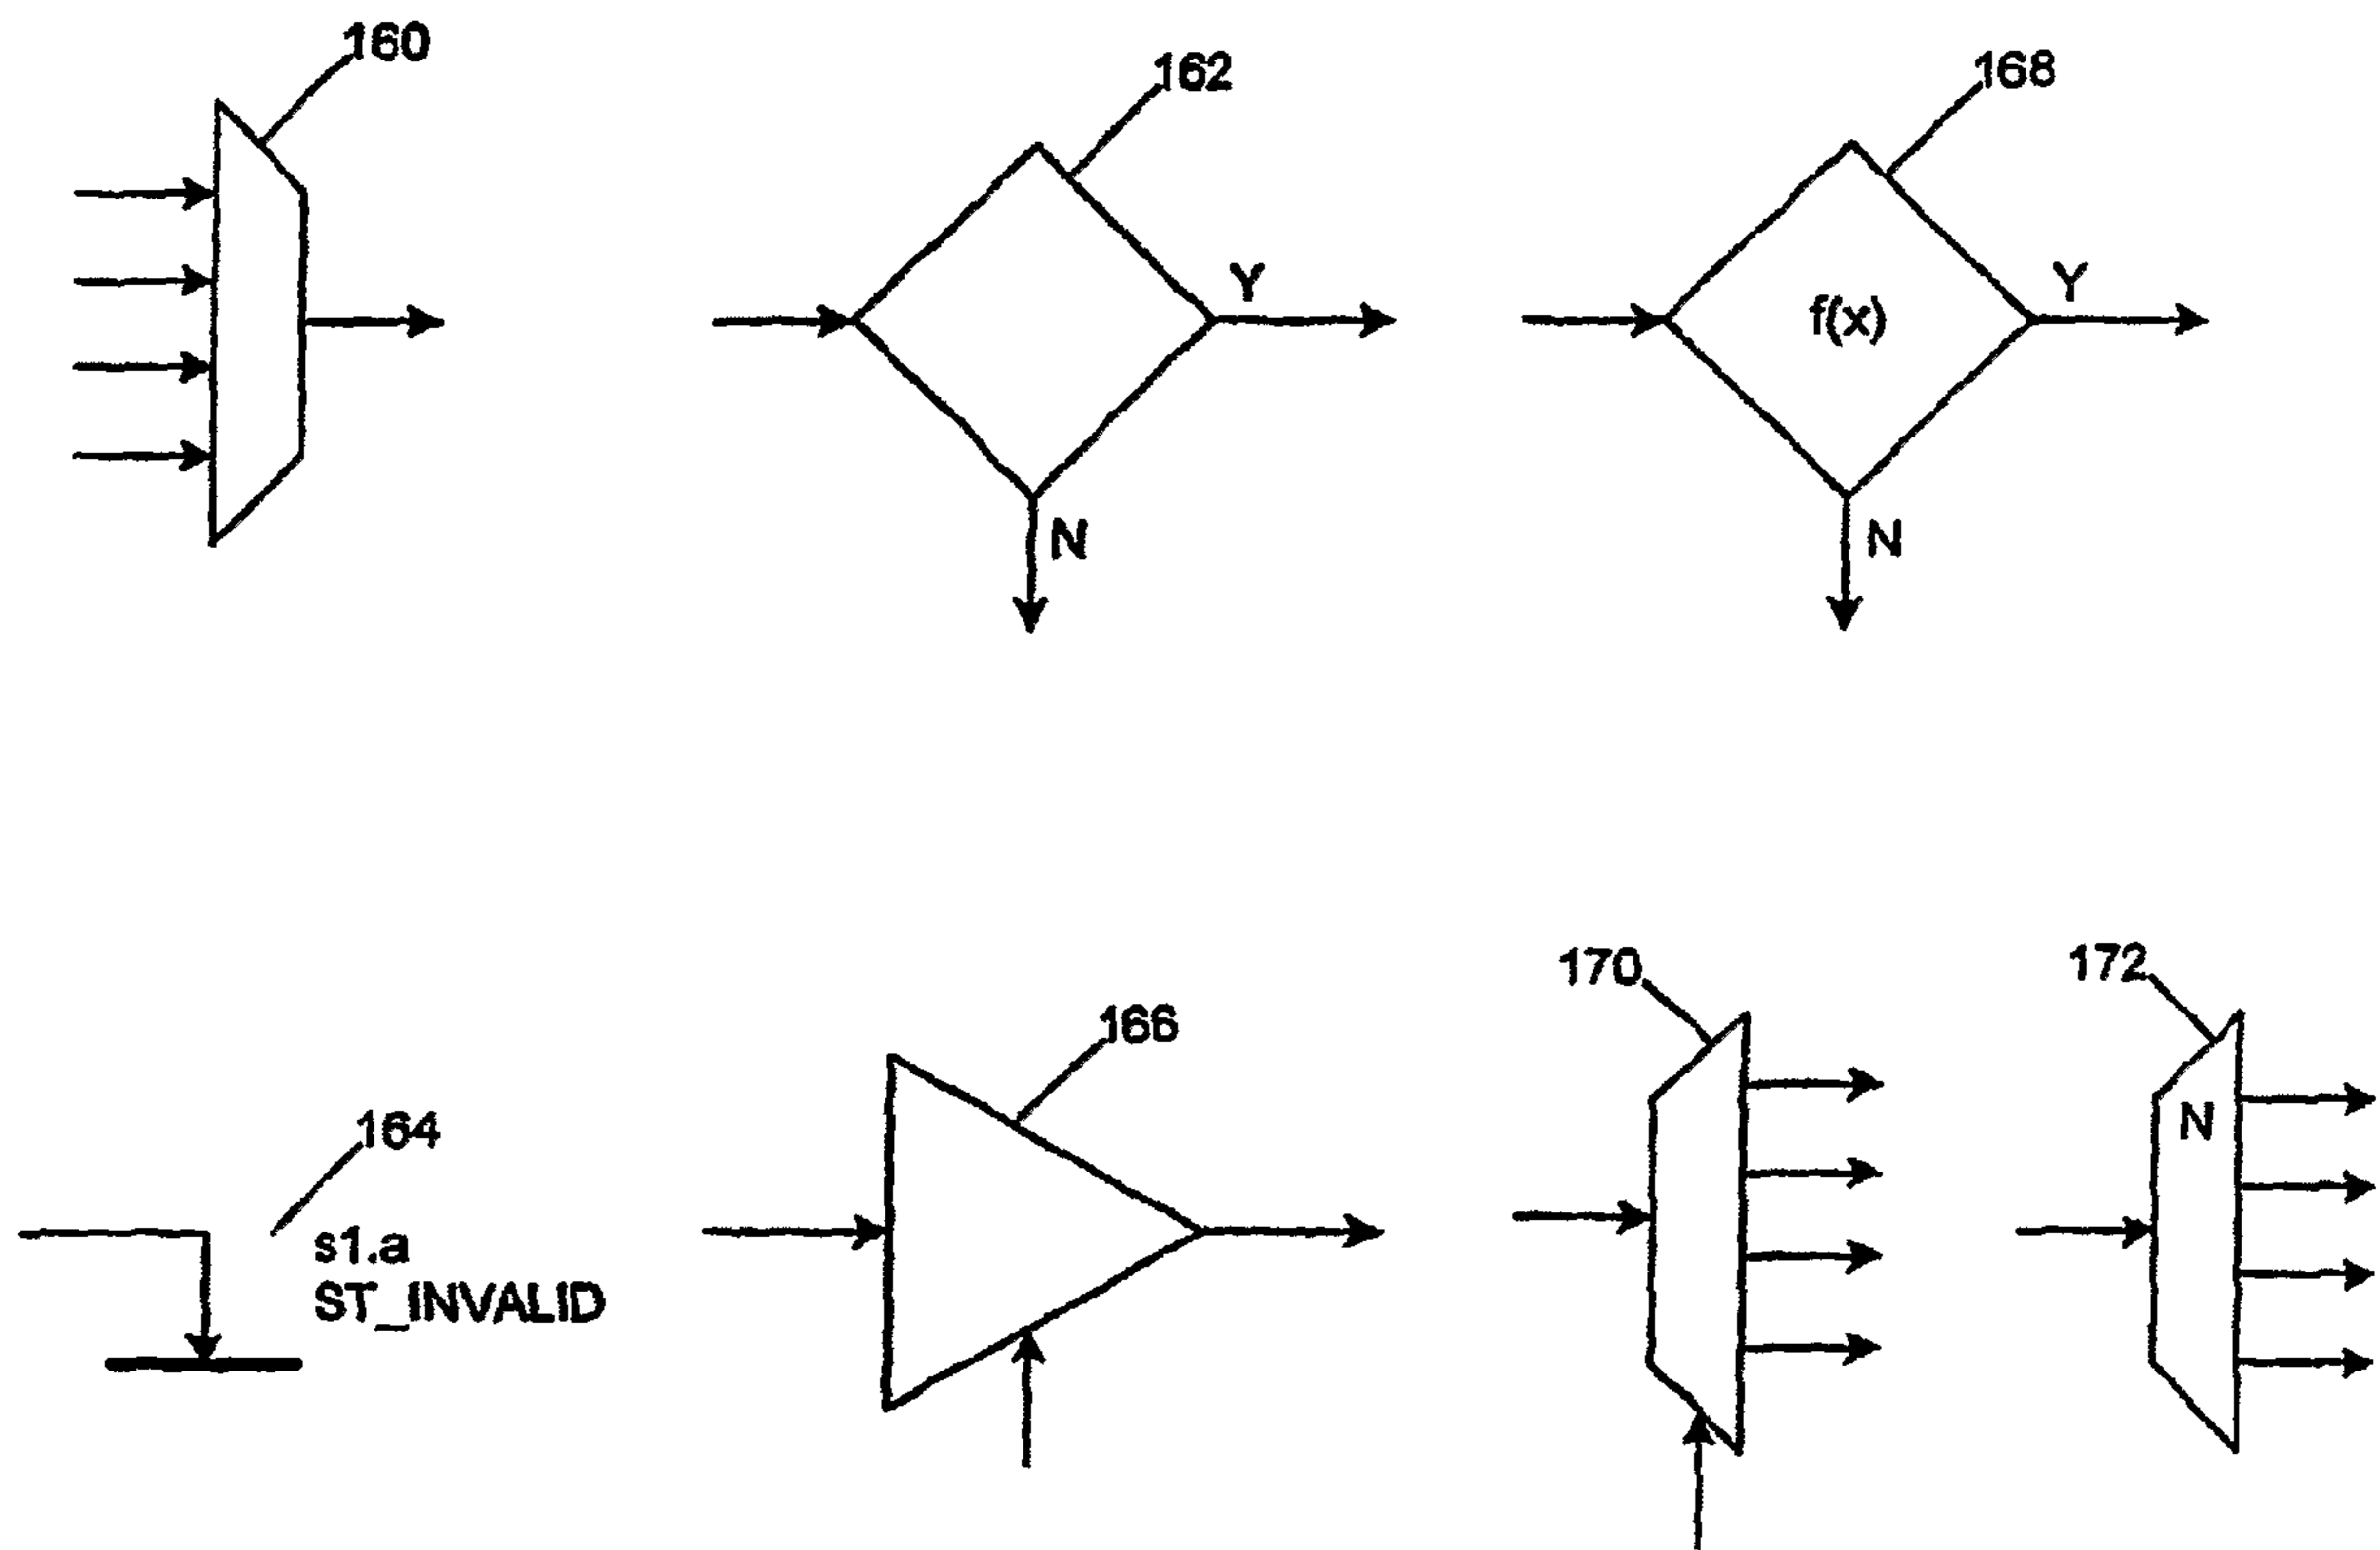 160
162
168
Y
Y
f(x)
N
N
170
172
166
N
164
s1.a
ST_INVALID